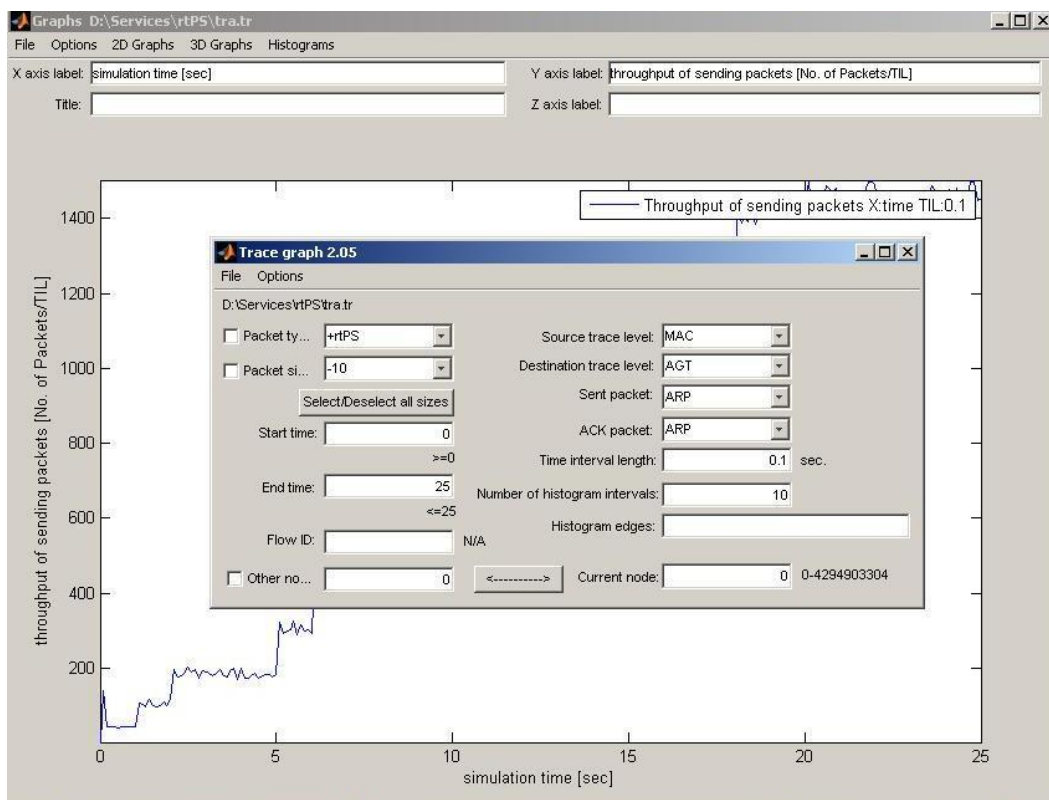 Graphs D:\Services\rtPS\tra.tr
File Options 2D Graphs 3D Graphs Histograms
X axis label: simulation time [sec]
Y axis label: throughput of sending packets [No. of Packets/TIL]
Title:
Z axis label:
Throughput of sending packets X:time TIL:0.1
throughput of sending packets [No. of Packets/TIL]
1400
1200
1000
800
600
400
200
Trace graph 2.05
File Options
D:\Services\rtPS\tra.tr
Packet ty... +rtPS
Source trace level: MAC
Packet si... -10
Destination trace level: AGT
Select/Deselect all sizes
Sent packet: ARP
Start time: 0
>=0
ACK packet: ARP
Time interval length: 0.1 sec.
End time: 25
<=25
Number of histogram intervals: 10
Histogram edges:
Flow ID: N/A
Other no... 0
<---------->
Current node: 0 0-4294903304
0 5 10 15 20 25
simulation time [sec]